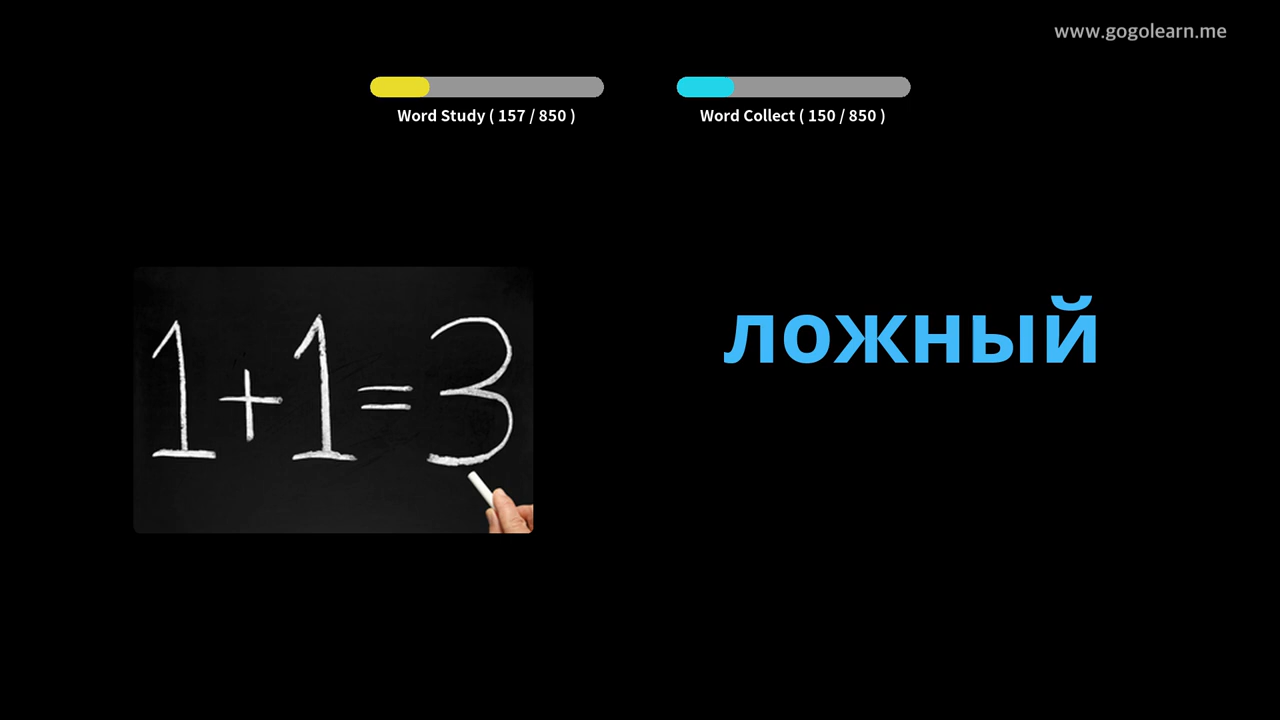 www.gogolearn.me
Word Study ( 157 / 850 )
Word Collect ( 150 / 850 )
1+1=3
ложный